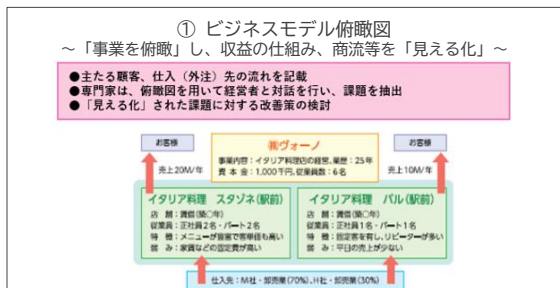 ① ビジネスモデル俯瞰図
～「事業を俯瞰」し、収益の仕組み、商流等を「見える化」～
●主たる顧客、仕入（外注）先の流れを記載
●専門家は、俯瞰図を用いて経営者と対話を行い、課題を抽出
●「見える化」された課題に対する改善策の検討
お客様
㈲ヴォーノ
事業内容：イタリア料理店の経営、業歴：25年
資本金：1,000千円、従業員数：6名
お客様
売上20M/年
売上10M/年
イタリア料理 スタゾネ(駅前)
店 舗：賃借(築○年)
従業員：正社員2名・パート2名
特 徴：メニューが豊富で客単価も高い
悩 み：家賃などの固定費が高い
イタリア料理 バル(駅前)
店 舗：賃借(築○年)
従業員：正社員1名・パート1名
特 徴：固定客を有し、リピーターが多い
悩 み：平日の売上が少ない
仕入先：M社・卸売業(70%)、H社・卸売業(30%)